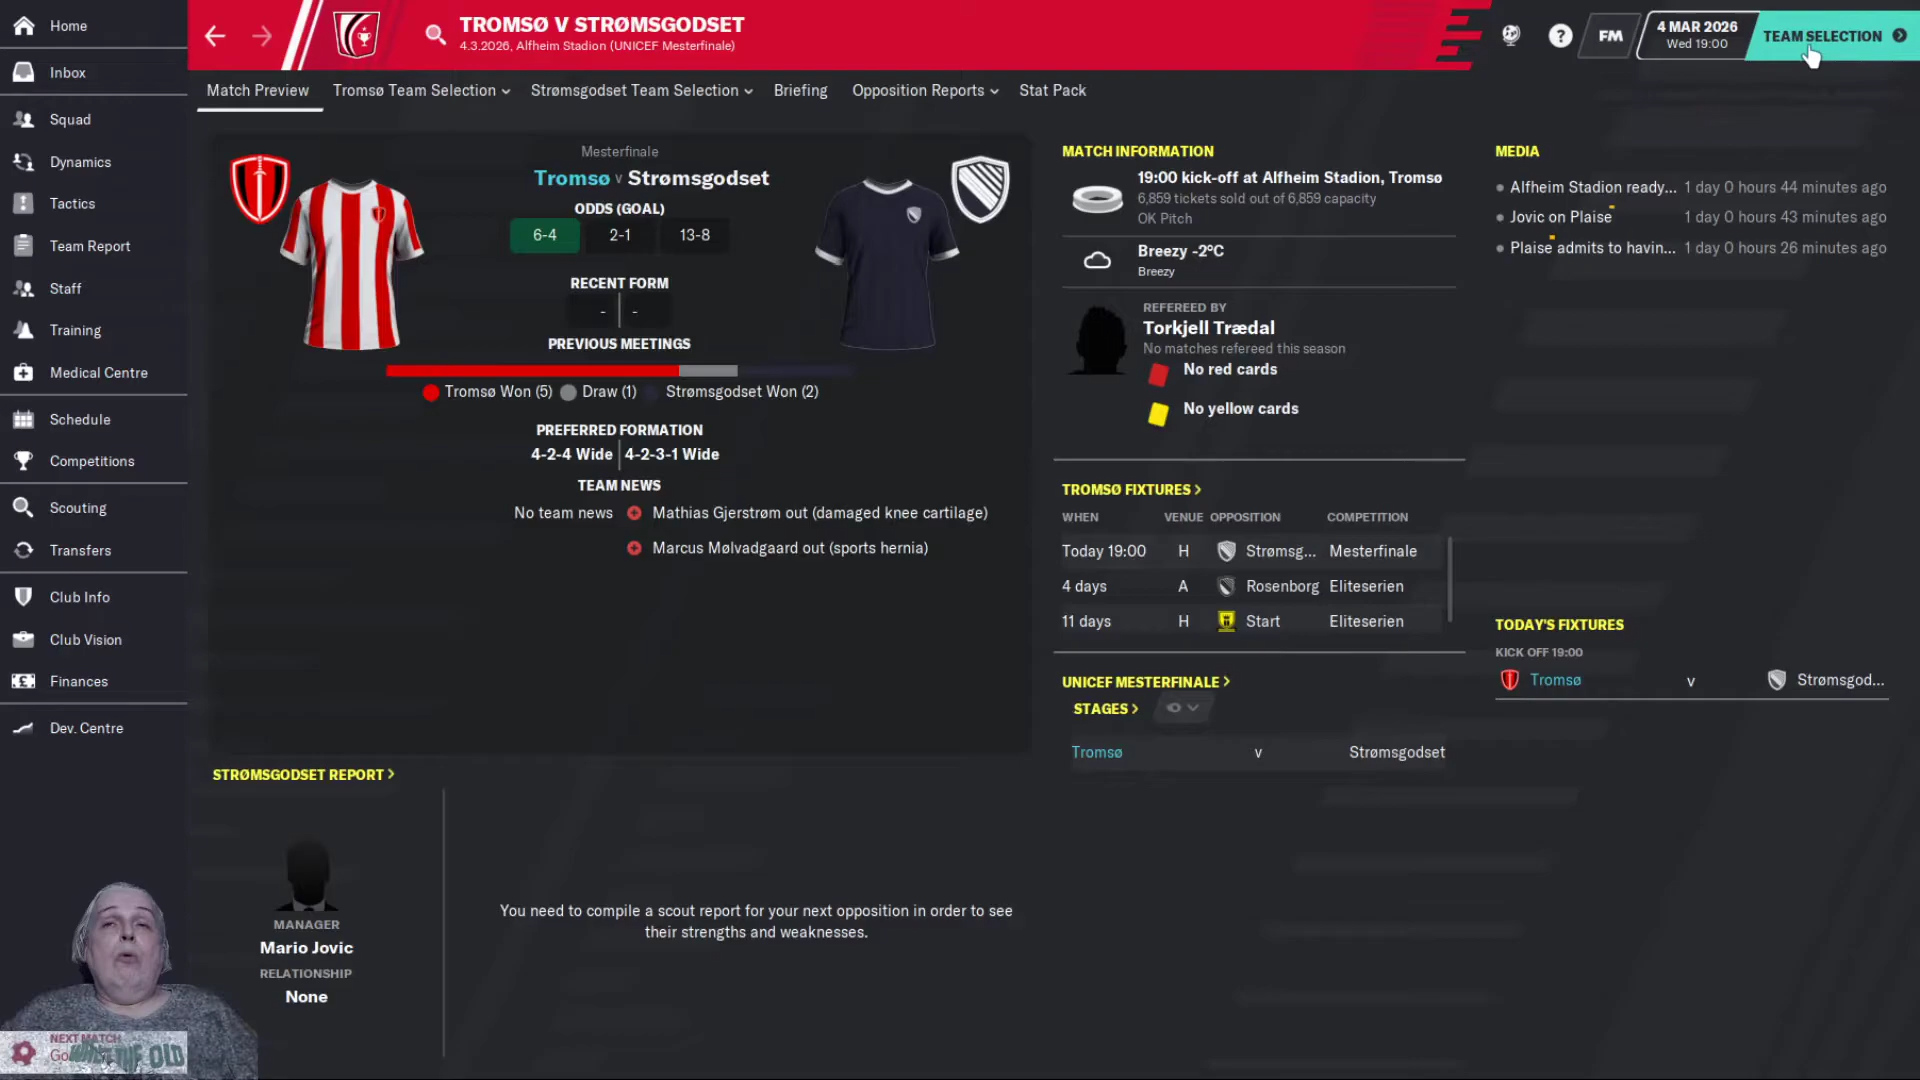 Home
Inbox
Squad
Dynamics
Tactics
Team Report
Staff
Training
Medical Centre
Schedule
Competitions
Scouting
Transfers
Club Info
Club Vision
Finances
Dev. Centre
NEXT MATCH
THE OLD
TROMSØ V STRØMSGODSET
4.3.2026, Alfheim Stadion (UNICEF Mesterfinale)
?
FM
4 MAR 2026
Wed 19:00
TEAM SELECTION
Match Preview
Tromsø Team Selection
Strømsgodset Team Selection
Briefing
Opposition Reports
Stat Pack
Mesterfinale
Tromsø v Strømsgodset
ODDS (GOAL)
6-4 2-1 13-8
RECENT FORM
- -
PREVIOUS MEETINGS
Tromsø Won (5) Draw (1) Strømsgodset Won (2)
PREFERRED FORMATION
4-2-4 Wide 4-2-3-1 Wide
TEAM NEWS
No team news Mathias Gjerstrøm out (damaged knee cartilage)
Marcus Mølvadgaard out (sports hernia)
STRØMSGODSET REPORT >
MANAGER
Mario Jovic
RELATIONSHIP
None
You need to compile a scout report for your next opposition in order to see
their strengths and weaknesses.
MATCH INFORMATION
19:00 kick-off at Alfheim Stadion, Tromsø
6,859 tickets sold out of 6,859 capacity
OK Pitch
Breezy -2°C
Breezy
REFEREED BY
Torkjell Trædal
No matches refereed this season
No red cards
No yellow cards
TROMSØ FIXTURES >
WHEN VENUE OPPOSITION COMPETITION
Today 19:00 H Strømsg... Mesterfinale
4 days A Rosenborg Eliteserien
11 days H Start Eliteserien
UNICEF MESTERFINALE >
STAGES >
Tromsø v Strømsgodset
MEDIA
Alfheim Stadion ready... 1 day 0 hours 44 minutes ago
Jovic on Plaise 1 day 0 hours 43 minutes ago
Plaise admits to havin... 1 day 0 hours 26 minutes ago
TODAY'S FIXTURES
KICK OFF 19:00
Tromsø v Strømsgod...